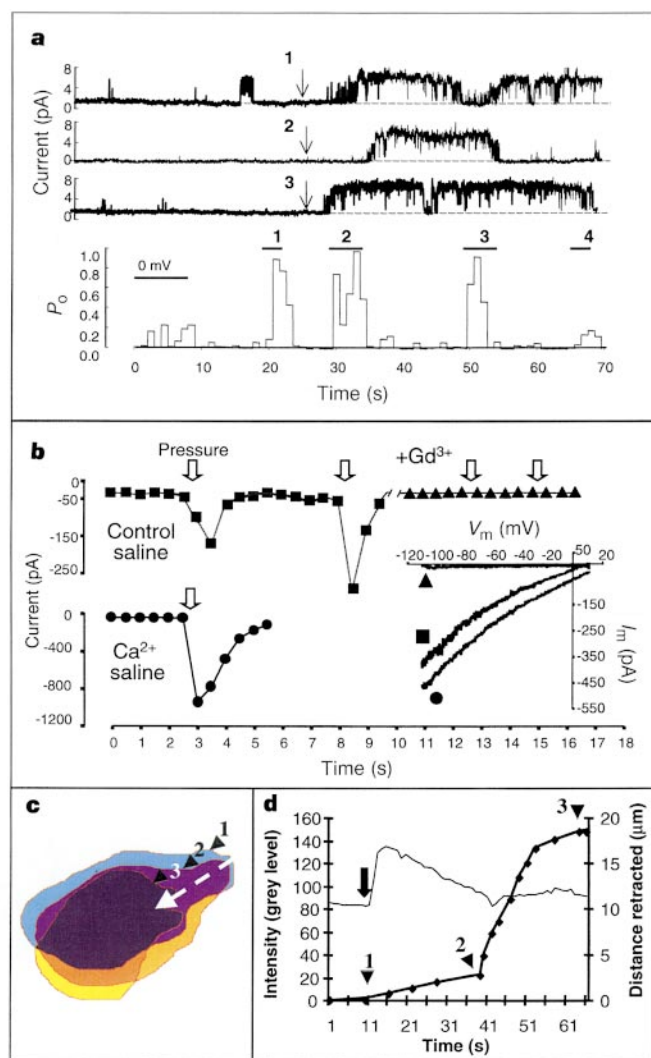 a
Current (pA)
8
4
0
1
8
4
0
2
8
4
0
3
1 2 3 4
P₀
1.0
0.8
0.6
0.4
0.2
0.0
0 mV
0 10 20 30 40 50 60 70
Time (s)
b
Pressure
+Gd³⁺
Current (pA)
0
-50
-150
-250
Control
saline
0
-400
-800
-1200
Ca²⁺
saline
Vₘ (mV)
-120 -80 -60 -40 -20 20
50
-150
-250
-350
-450
-550
Iₘ (pA)
0 1 2 3 4 5 6 7 8 9 10 11 12 13 14 15 16 17 18
Time (s)
c
1
2
3
d
Intensity (grey level)
160
140
120
100
80
60
40
20
0
1
2
3
20
15
10
5
0
Distance retracted (µm)
1 11 21 31 41 51 61
Time (s)